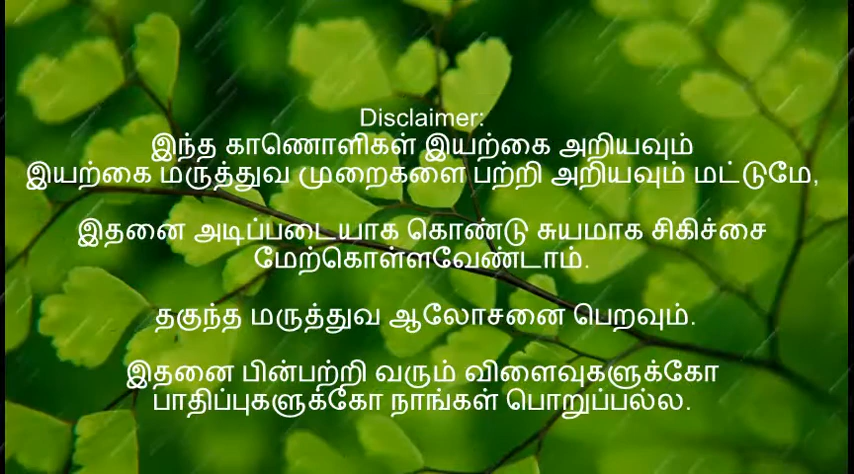 Disclaimer:
இந்த காணொளிகள் இயற்கை அறியவும்
இயற்கை மருத்துவ முறைகளை பற்றி அறியவும் மட்டுமே,
இதனை அடிப்படையாக கொண்டு சுயமாக சிகிச்சை
மேற்கொள்ளவேண்டாம்.
தகுந்த மருத்துவ ஆலோசனை பெறவும்.
இதனை பின்பற்றி வரும் விளைவுகளுக்கோ
பாதிப்புகளுக்கோ நாங்கள் பொறுப்பல்ல.